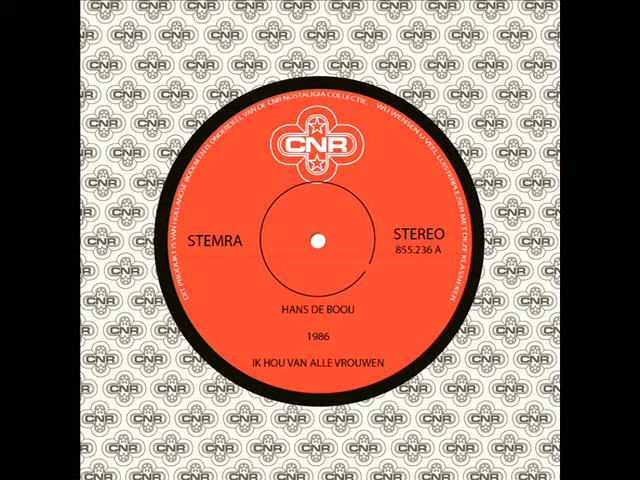 DIT PRODUKT IS VAN HOLLANDSE BODEM EN IS ONDERDEEL VAN DE CNR NOSTALIGIA COLLECTIE. WIJ WENSEN U VEEL LUISTERPLEZIER MET DEZE KLASSIEKER.
CNR
STEMRA
STEREO
855.236 A
HANS DE BOOIJ
1986
IK HOU VAN ALLE VROUWEN